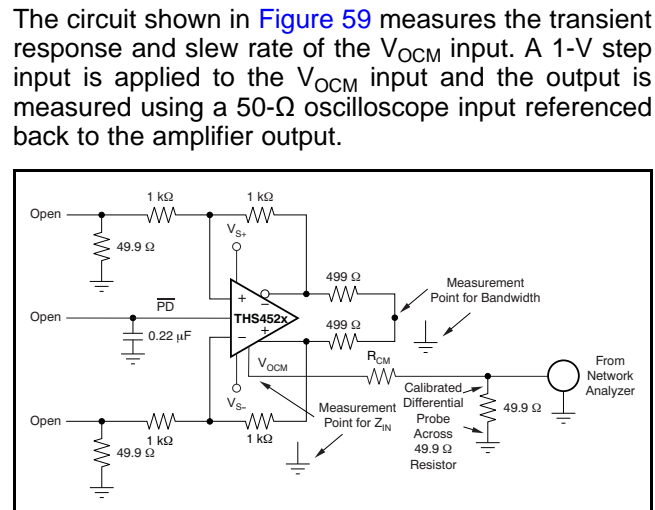 The circuit shown in Figure 59 measures the transient
response and slew rate of the VOCM input. A 1-V step
input is applied to the VOCM input and the output is
measured using a 50-Ω oscilloscope input referenced
back to the amplifier output.
1 kΩ
1 kΩ
Open
VS+
49.9 Ω
499 Ω
Measurement
Point for Bandwidth
+
−
PD
Open
THS452x
0.22 µF
−
+
499 Ω
VOCM
RCM
From
Network
Analyzer
Calibrated
Differential
Probe
Across
49.9 Ω
Resistor
49.9 Ω
VS−
Measurement
Point for ZIN
Open
1 kΩ
1 kΩ
49.9 Ω